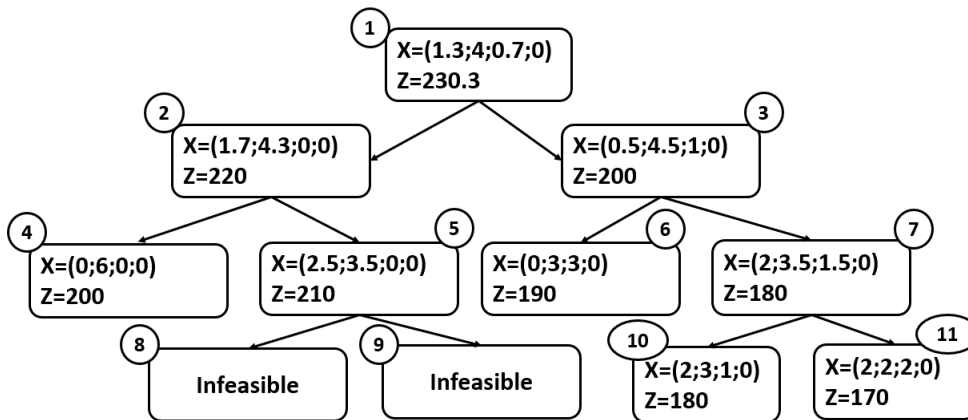 1
X=(1.3;4;0.7;0)
Z=230.3
2
X=(1.7;4.3;0;0)
Z=220
3
X=(0.5;4.5;1;0)
Z=200
4
X=(0;6;0;0)
Z=200
5
X=(2.5;3.5;0;0)
Z=210
6
X=(0;3;3;0)
Z=190
7
X=(2;3.5;1.5;0)
Z=180
8
Infeasible
9
Infeasible
10
X=(2;3;1;0)
Z=180
11
X=(2;2;2;0)
Z=170